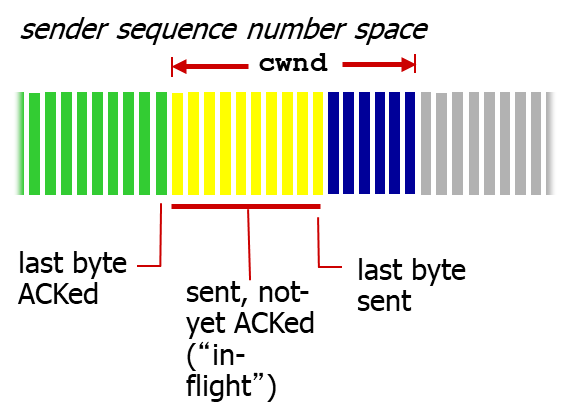 sender sequence number space
cwnd
last byte
ACKed
sent, not-
yet ACKed
(“in-
flight”)
last byte
sent